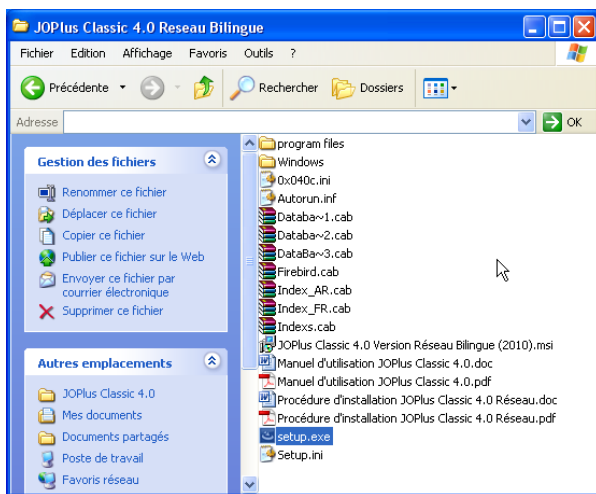 JOPlus Classic 4.0 Reseau Bilingue
Fichier Edition Affichage Favoris Outils ?
Précédente Rechercher Dossiers
Adresse OK
Gestion des fichiers
Renommer ce fichier
Déplacer ce fichier
Copier ce fichier
Publier ce fichier sur le Web
Envoyer ce fichier par
courrier électronique
Supprimer ce fichier
Autres emplacements
JOPlus Classic 4.0
Mes documents
Documents partagés
Poste de travail
Favoris réseau
program files
Windows
0x040c.ini
Autorun.inf
Databa~1.cab
Databa~2.cab
DataBa~3.cab
Firebird.cab
Index_AR.cab
Index_FR.cab
Indexs.cab
JOPlus Classic 4.0 Version Réseau Bilingue (2010).msi
Manuel d'utilisation JOPlus Classic 4.0.doc
Manuel d'utilisation JOPlus Classic 4.0.pdf
Procédure d'installation JOPlus Classic 4.0 Réseau.doc
Procédure d'installation JOPlus Classic 4.0 Réseau.pdf
setup.exe
Setup.ini